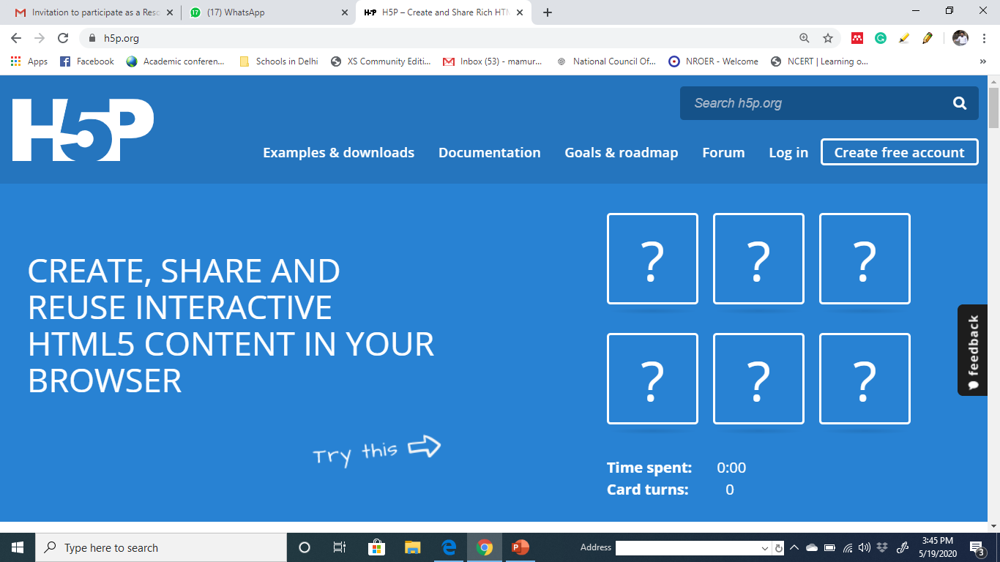 Invitation to participate as a Reso
(17) WhatsApp
H5P – Create and Share Rich HTM
h5p.org
Apps
Facebook
Academic conferen...
Schools in Delhi
XS Community Editi...
Inbox (53) - mamur...
National Council Of...
NROER - Welcome
NCERT | Learning o...
H5P
Search h5p.org
Examples & downloads
Documentation
Goals & roadmap
Forum
Log in
Create free account
CREATE, SHARE AND
REUSE INTERACTIVE
HTML5 CONTENT IN YOUR
BROWSER
Try this
? ? ?
? ? ?
Time spent: 0:00
Card turns: 0
feedback
Type here to search
Address
3:45 PM
5/19/2020
3